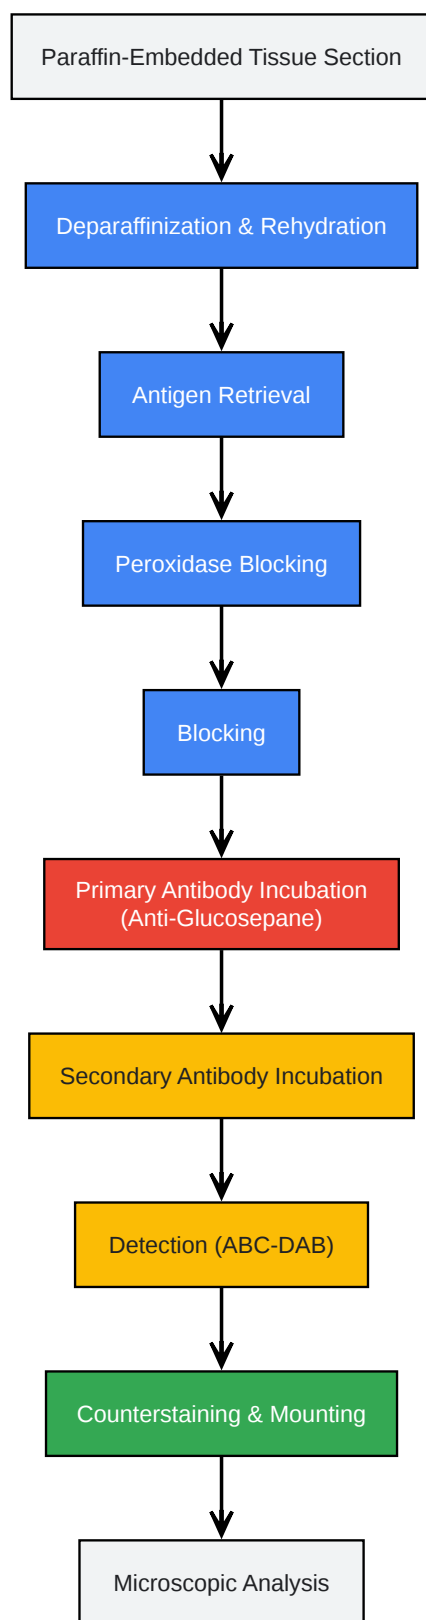 Paraffin-Embedded Tissue Section
Deparaffinization & Rehydration
Antigen Retrieval
Peroxidase Blocking
Blocking
Primary Antibody Incubation
(Anti-Glucosepane)
Secondary Antibody Incubation
Detection (ABC-DAB)
Counterstaining & Mounting
Microscopic Analysis